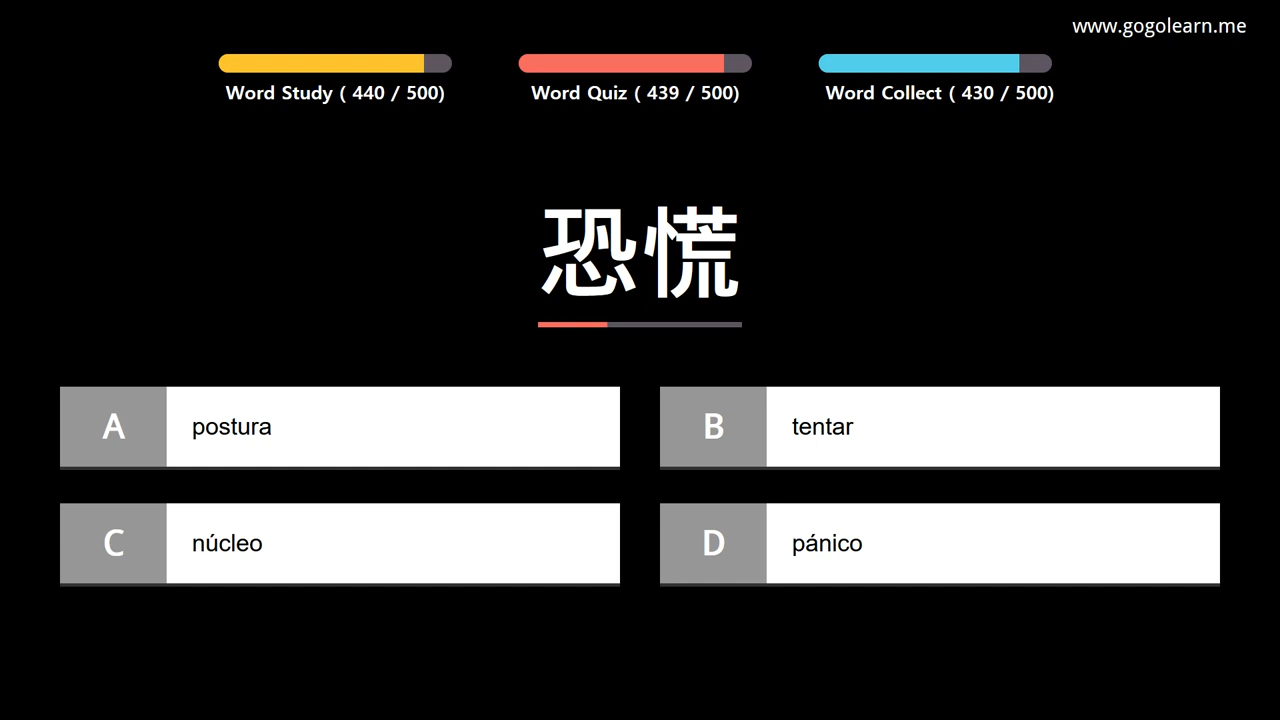 www.gogolearn.me
Word Study ( 440 / 500)
Word Quiz ( 439 / 500)
Word Collect ( 430 / 500)
恐慌
A postura
B tentar
C núcleo
D pánico